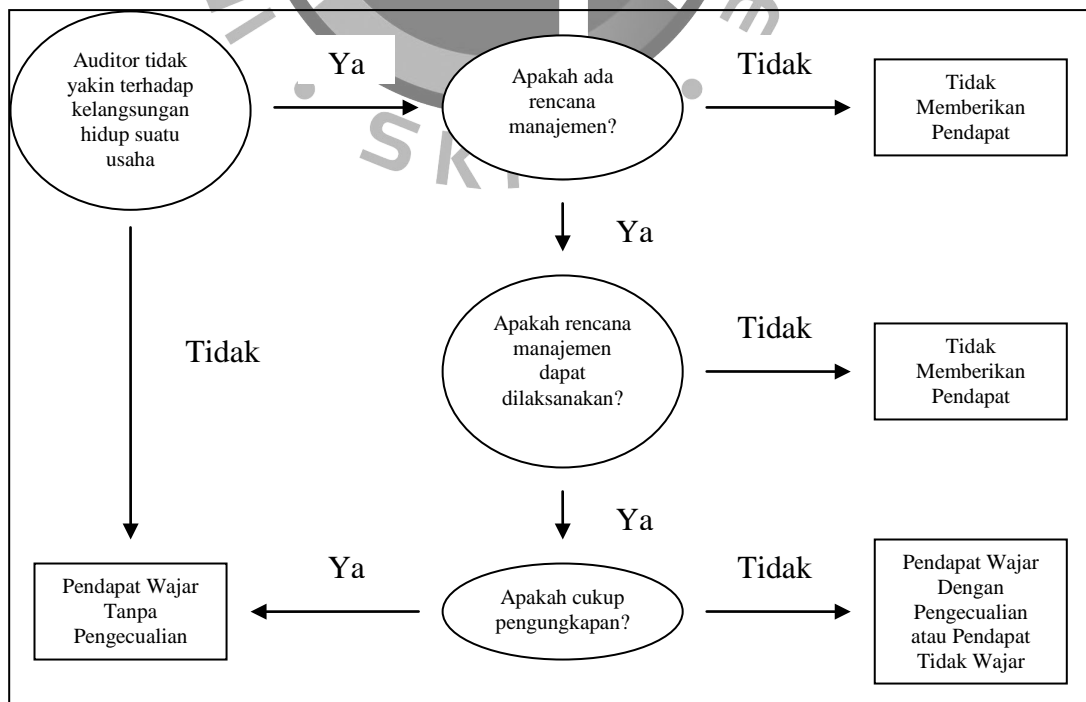 Auditor tidak
yakin terhadap
kelangsungan
hidup suatu
usaha
Ya
Apakah ada
rencana
manajemen?
Tidak
Tidak
Memberikan
Pendapat
Ya
Tidak
Apakah rencana
manajemen
dapat
dilaksanakan?
Tidak
Tidak
Memberikan
Pendapat
Ya
Pendapat Wajar
Tanpa
Pengecualian
Ya
Apakah cukup
pengungkapan?
Tidak
Pendapat Wajar
Dengan
Pengecualian
atau Pendapat
Tidak Wajar